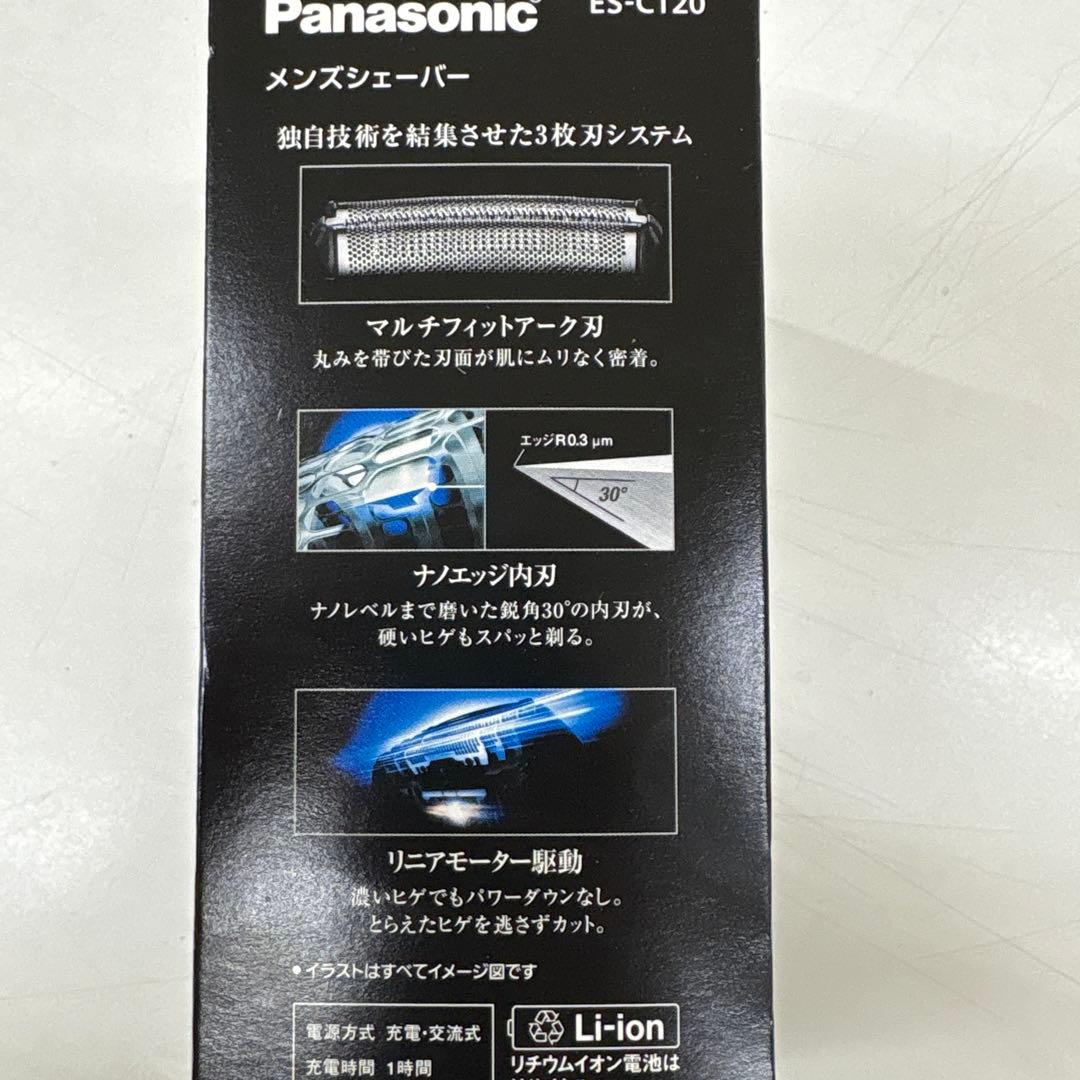 Panasonic
ES-CT20
メンズシェーバー
独自技術を結集させた3枚刃システム
マルチフィットアーク刃
丸みを帯びた刃面が肌にムリなく密着。
エッジR0.3 μm
30°
ナノエッジ内刃
ナノレベルまで磨いた鋭角30°の内刃が、
硬いヒゲもスパッと剃る。
リニアモーター駆動
濃いヒゲでもパワーダウンなし。
とらえたヒゲを逃さずカット。
●イラストはすべてイメージ図です
電源方式 充電・交流式
充電時間 1時間
Li-ion
リチウムイオン電池は